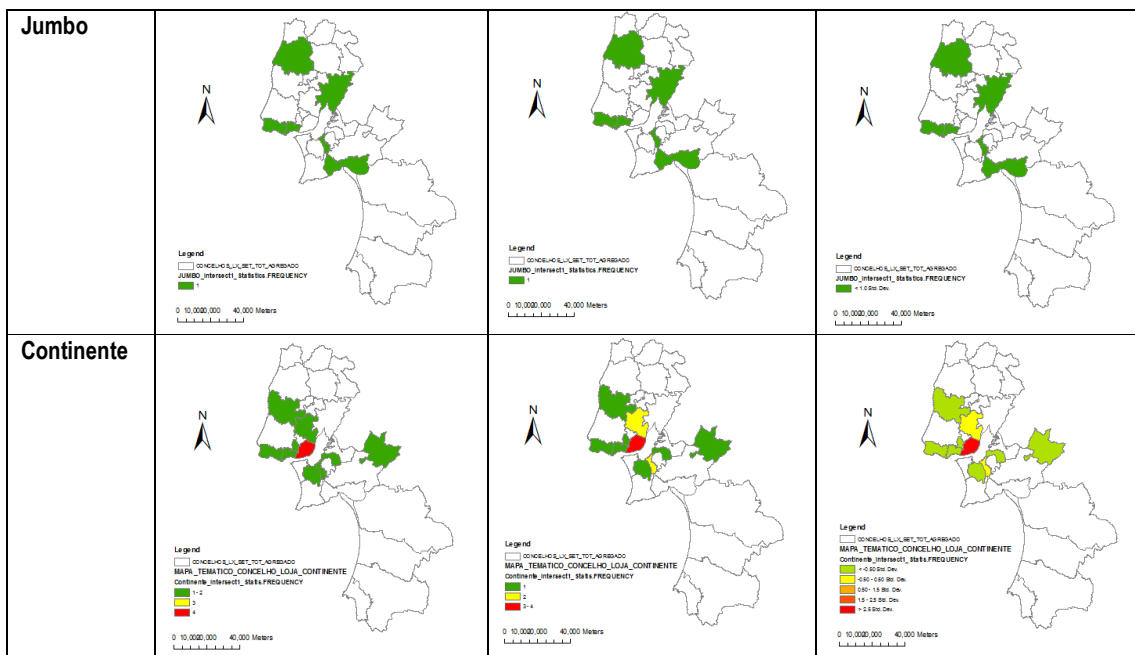 Jumbo
N
Legend
CONCELHOS_LX_SET_TOT_AGREGADO
JUMBO_Intersect1_Statistics.FREQUENCY
1
0 10,00020,000 40,000 Meters
N
Legend
CONCELHOS_LX_SET_TOT_AGREGADO
JUMBO_Intersect1_Statistics.FREQUENCY
1
0 10,00020,000 40,000 Meters
N
Legend
CONCELHOS_LX_SET_TOT_AGREGADO
JUMBO_Intersect1_Statistics.FREQUENCY
< 1.0 Std. Dev.
0 10,00020,000 40,000 Meters
Continente
N
Legend
CONCELHOS_LX_SET_TOT_AGREGADO
MAPA_TEMATICO_CONCELHO_LOJA_CONTINENTE
Continente_Intersect1_Statis.FREQUENCY
1 - 2
3
4
0 10,00020,000 40,000 Meters
N
Legend
CONCELHOS_LX_SET_TOT_AGREGADO
MAPA_TEMATICO_CONCELHO_LOJA_CONTINENTE
Continente_Intersect1_Statis.FREQUENCY
1
2
3 - 4
0 10,00020,000 40,000 Meters
N
Legend
CONCELHOS_LX_SET_TOT_AGREGADO
MAPA_TEMATICO_CONCELHO_LOJA_CONTINENTE
Continente_Intersect1_Statis.FREQUENCY
< -0.50 Std. Dev.
-0.50 - 0.50 Std. Dev.
0.50 - 1.5 Std. Dev.
1.5 - 2.5 Std. Dev.
> 2.5 Std. Dev.
0 10,00020,000 40,000 Meters